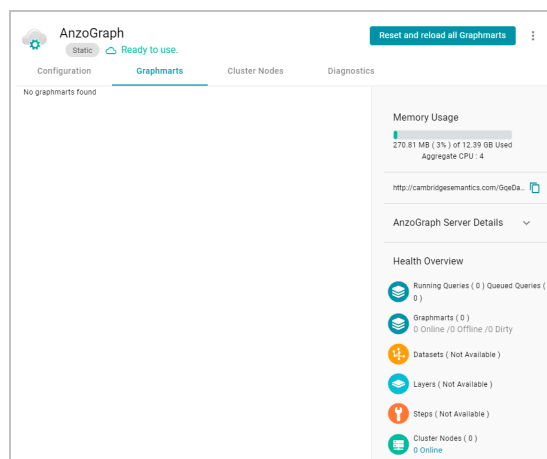 AnzoGraph
Static
Ready to use.
Reset and reload all Graphmarts
Configuration
Graphmarts
Cluster Nodes
Diagnostics
No graphmarts found
Memory Usage
270.81 MB ( 3% ) of 12.39 GB Used
Aggregate CPU : 4
http://cambridgesemantics.com/GqeDa...
AnzoGraph Server Details
Health Overview
Running Queries ( 0 ) Queued Queries (
0 )
Graphmarts ( 0 )
0 Online /0 Offline /0 Dirty
Datasets ( Not Available )
Layers ( Not Available )
Steps ( Not Available )
Cluster Nodes ( 0 )
0 Online